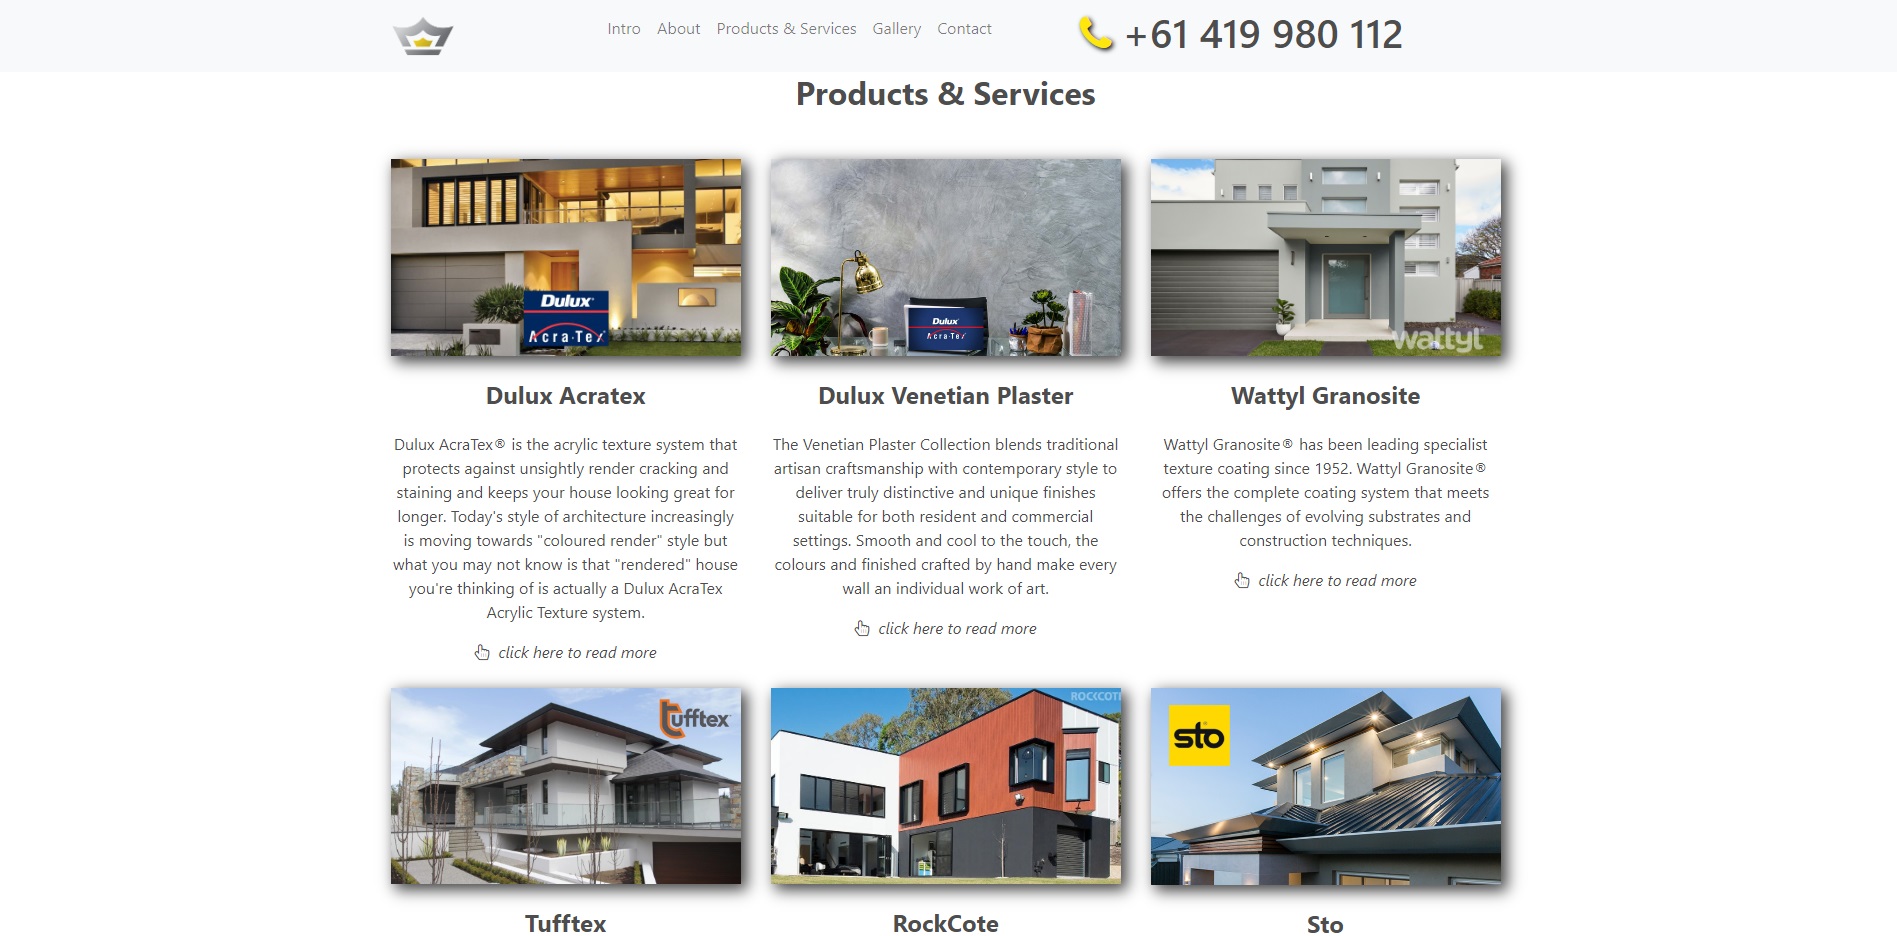 Intro About Products & Services Gallery Contact +61 419 980 112
Products & Services
Dulux
AcraTex
Dulux
AcraTex
wattyl
Dulux Acratex
Dulux AcraTex® is the acrylic texture system that
protects against unsightly render cracking and
staining and keeps your house looking great for
longer. Today's style of architecture increasingly
is moving towards "coloured render" style but
what you may not know is that "rendered" house
you're thinking of is actually a Dulux AcraTex
Acrylic Texture system.
click here to read more
Dulux Venetian Plaster
The Venetian Plaster Collection blends traditional
artisan craftsmanship with contemporary style to
deliver truly distinctive and unique finishes
suitable for both resident and commercial
settings. Smooth and cool to the touch, the
colours and finished crafted by hand make every
wall an individual work of art.
click here to read more
Wattyl Granosite
Wattyl Granosite® has been leading specialist
texture coating since 1952. Wattyl Granosite®
offers the complete coating system that meets
the challenges of evolving substrates and
construction techniques.
click here to read more
tufftex
ROCKCOTE
sto
Tufftex
RockCote
Sto